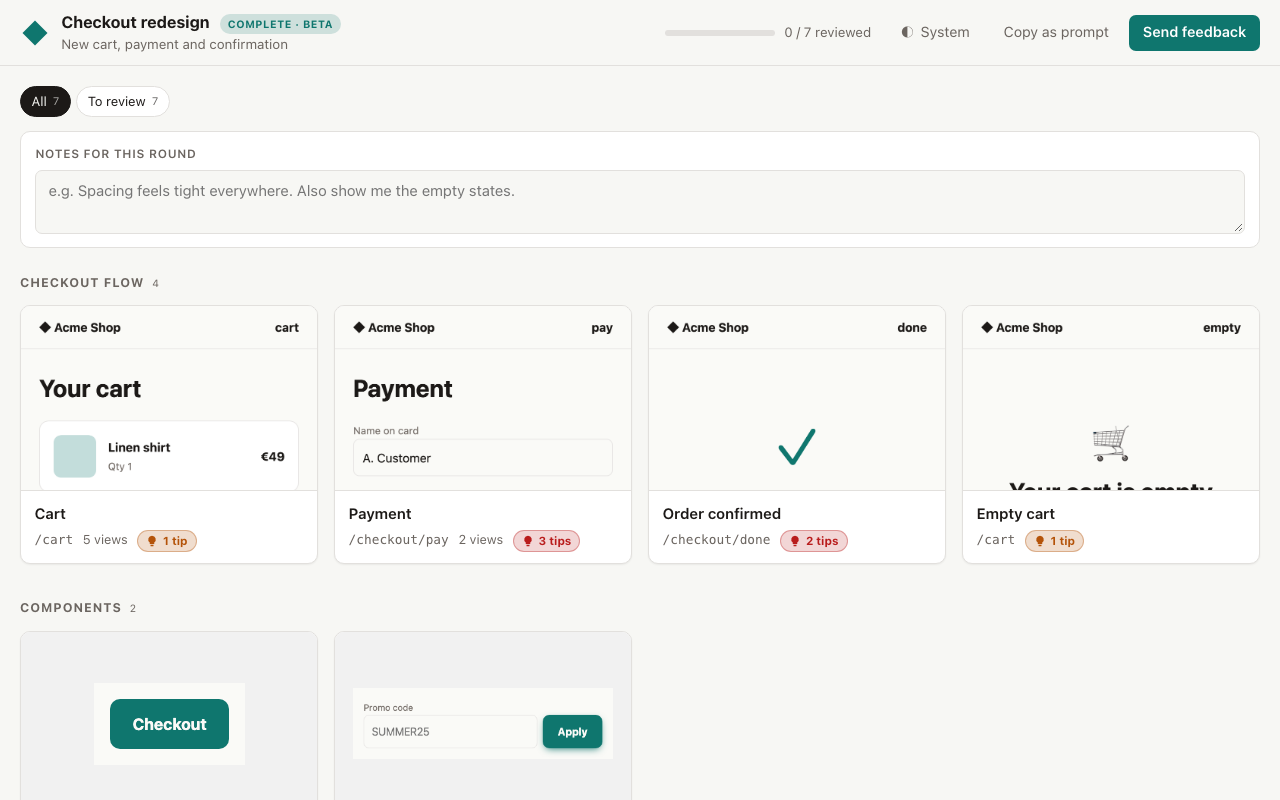 Checkout redesign COMPLETE · BETA
New cart, payment and confirmation
0 / 7 reviewed
System
Copy as prompt
Send feedback
All 7
To review 7
NOTES FOR THIS ROUND
e.g. Spacing feels tight everywhere. Also show me the empty states.
CHECKOUT FLOW 4
Acme Shop cart
Your cart
Linen shirt
Qty 1
€49
Cart
/cart 5 views 1 tip
Acme Shop pay
Payment
Name on card
A. Customer
Payment
/checkout/pay 2 views 3 tips
Acme Shop done
Order confirmed
/checkout/done 2 tips
Acme Shop empty
Your cart is empty
Empty cart
/cart 1 tip
COMPONENTS 2
Checkout
Promo code
SUMMER25
Apply